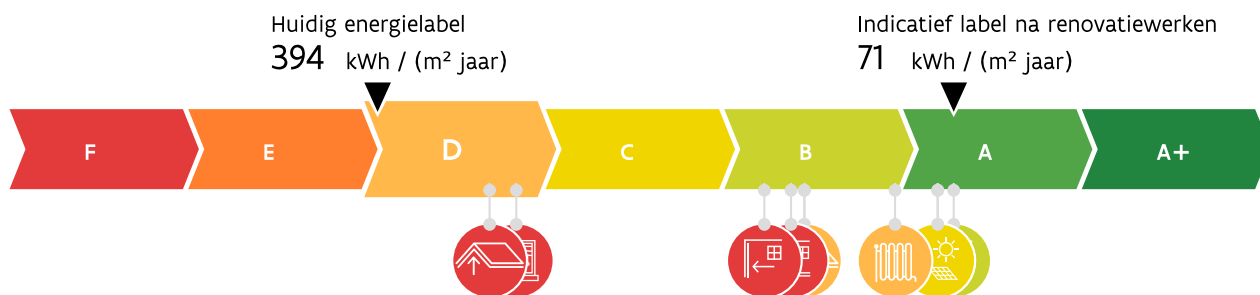 Huidig energielabel
394 kWh / (m² jaar)
Indicatief label na renovatiewerken
71 kWh / (m² jaar)
F E D C B A A+